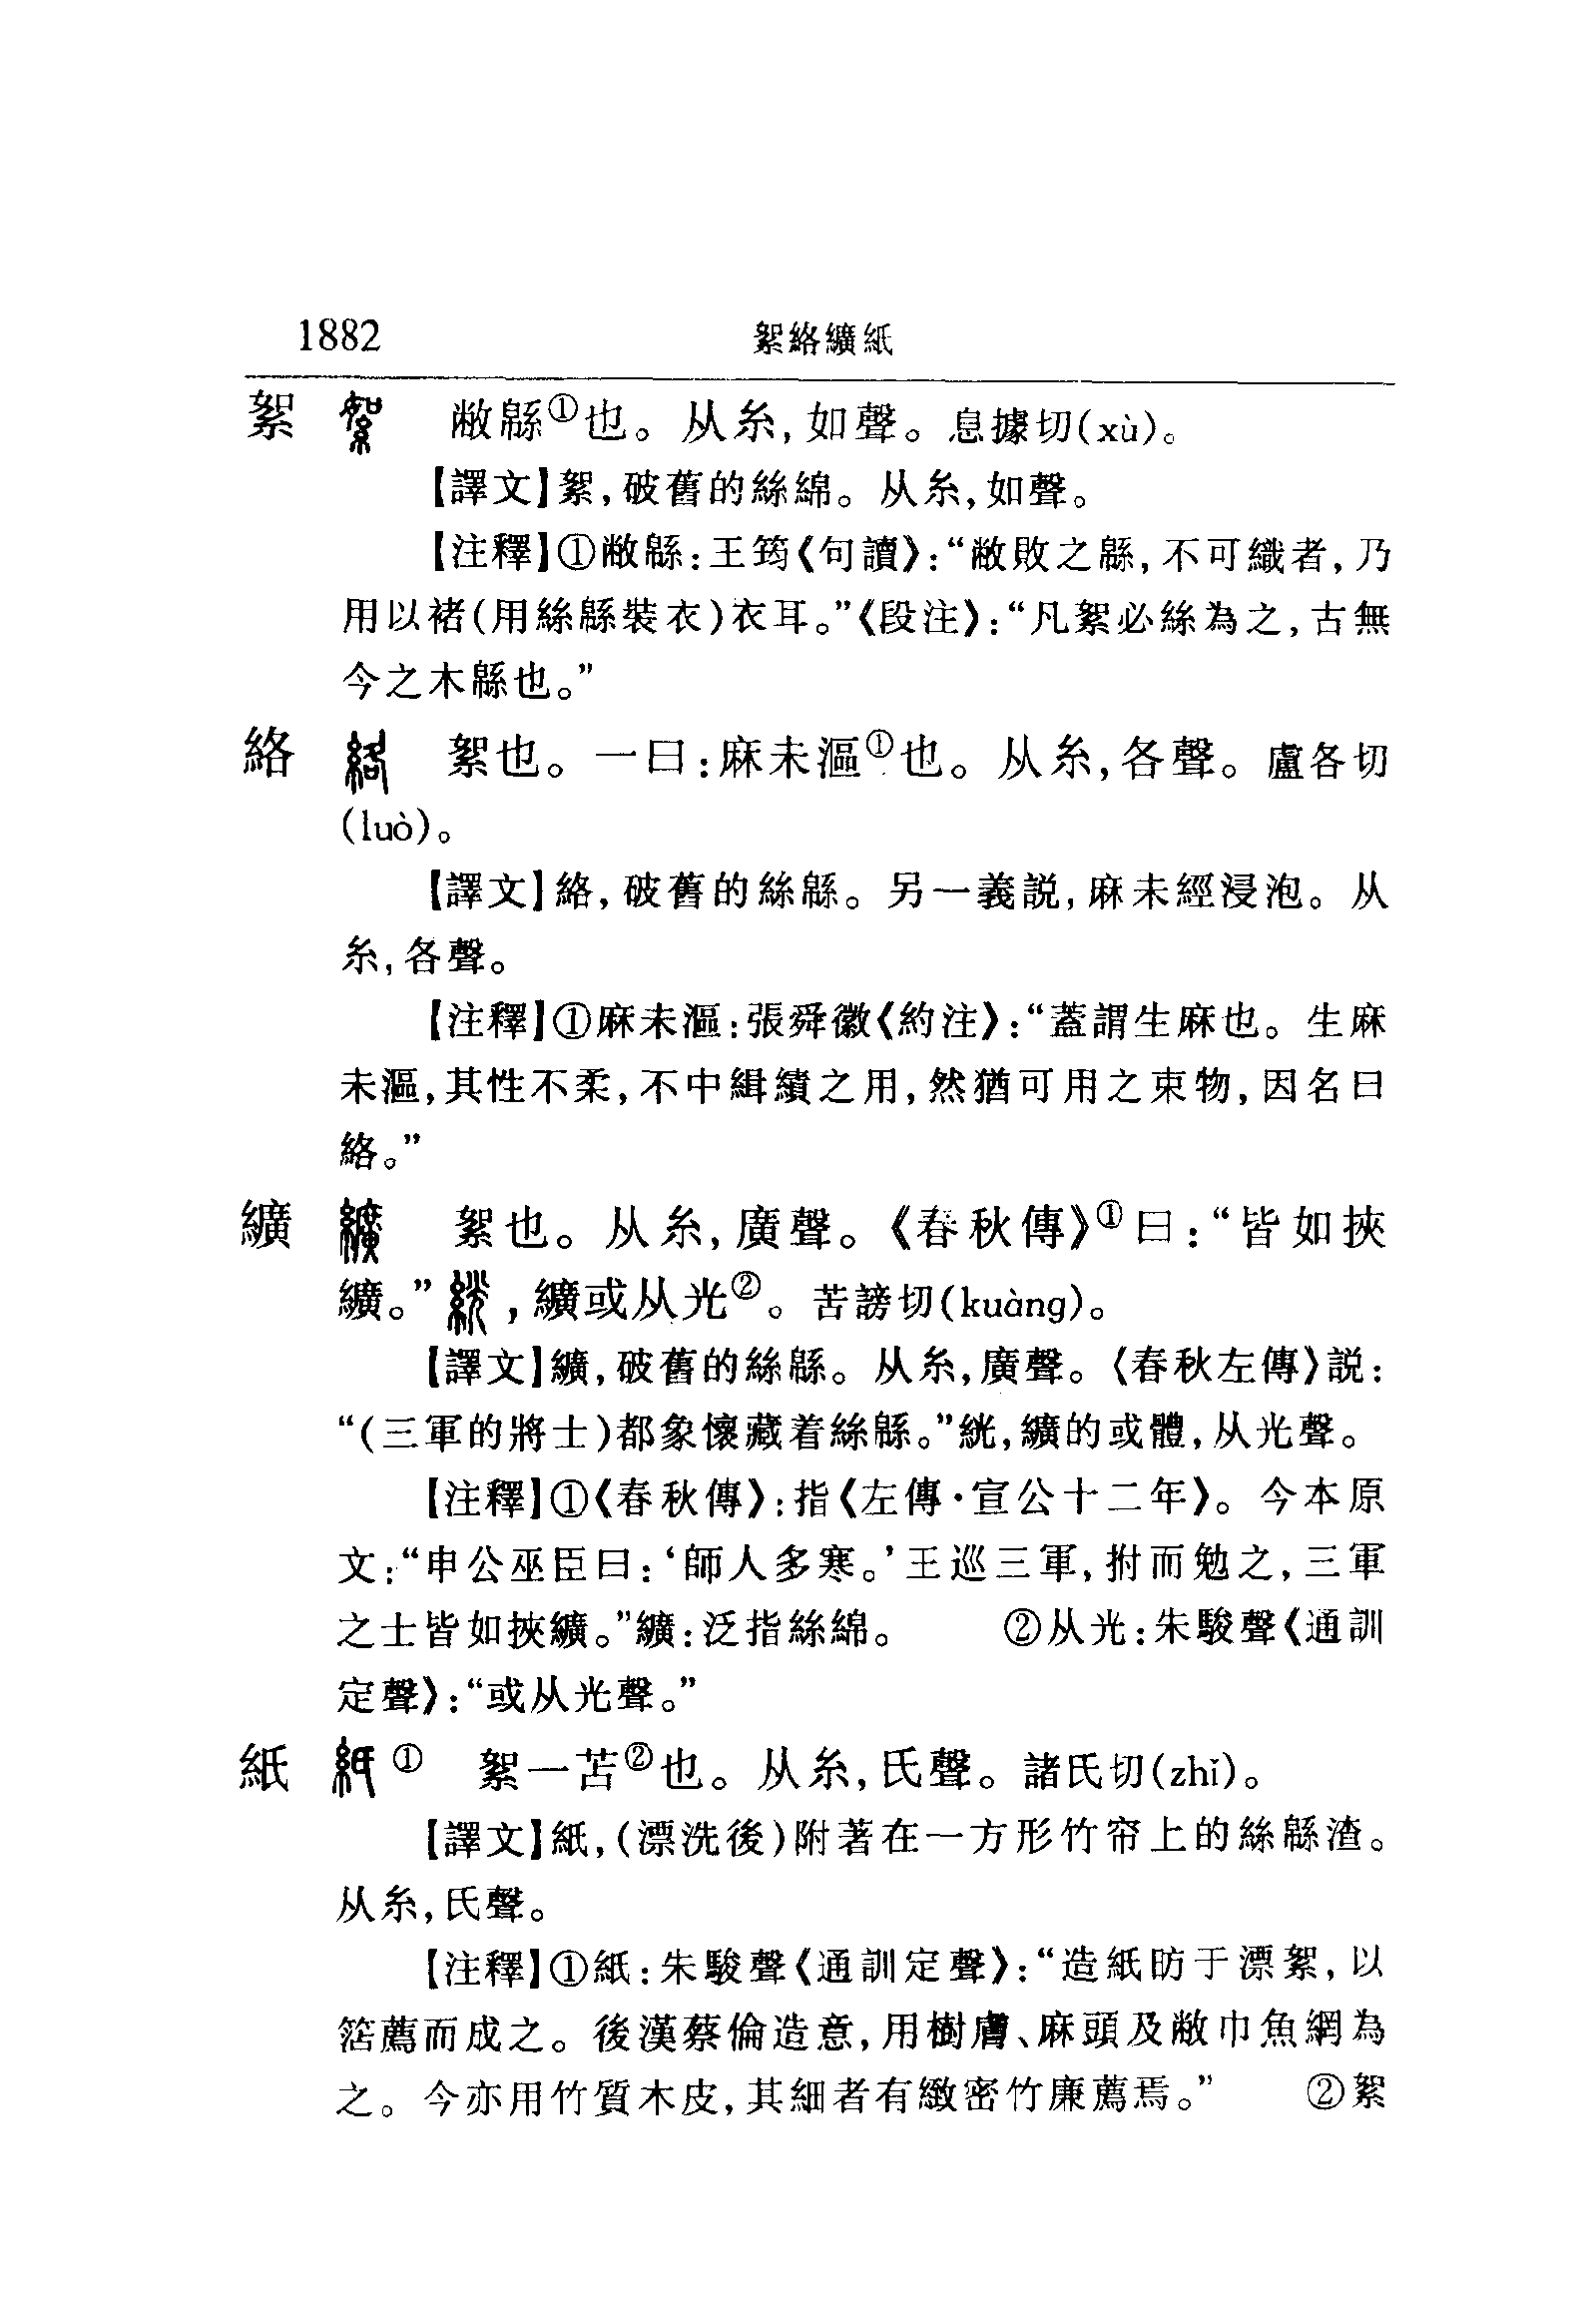 1882 絮絡纊紙
絮 敝緜①也。从糸,如聲。息據切(xù)。
【譯文】絮,破舊的絲綿。从糸,如聲。
【注釋】①敝緜:王筠《句讀》:“敝敗之緜,不可織者,乃
用以褚(用絲緜裝衣)衣耳。”《段注》:“凡絮必絲為之,古無
今之木緜也。”
絡 絮也。一曰:麻未漚①也。从糸,各聲。盧各切
(luò)。
【譯文】絡,破舊的絲緜。另一義説,麻未經浸泡。从
糸,各聲。
【注釋】①麻未漚:張舜徽《約注》:“蓋謂生麻也。生麻
未漚,其性不柔,不中緝績之用,然猶可用之束物,因名曰
絡。”
纊 絮也。从糸,廣聲。《春秋傳》①曰:“皆如挾
纊。”絖,纊或从光②。苦謗切(kuàng)。
【譯文】纊,破舊的絲緜。从糸,廣聲。《春秋左傳》説:
“(三軍的將士)都象懷藏着絲緜。”絖,纊的或體,从光聲。
【注釋】①《春秋傳》:指《左傳·宣公十二年》。今本原
文:“申公巫臣曰:‘師人多寒。’王巡三軍,拊而勉之,三軍
之士皆如挾纊。”纊:泛指絲綿。 ②从光:朱駿聲《通訓
定聲》:“或从光聲。”
紙 ① 絮一苫②也。从糸,氏聲。諸氏切(zhǐ)。
【譯文】紙,(漂洗後)附著在一方形竹帘上的絲緜渣。
从糸,氏聲。
【注釋】①紙:朱駿聲《通訓定聲》:“造紙昉于漂絮,以
箈薦而成之。後漢蔡倫造意,用樹膚、麻頭及敝巾魚網為
之。今亦用竹質木皮,其細者有緻密竹廉薦焉。” ②絮